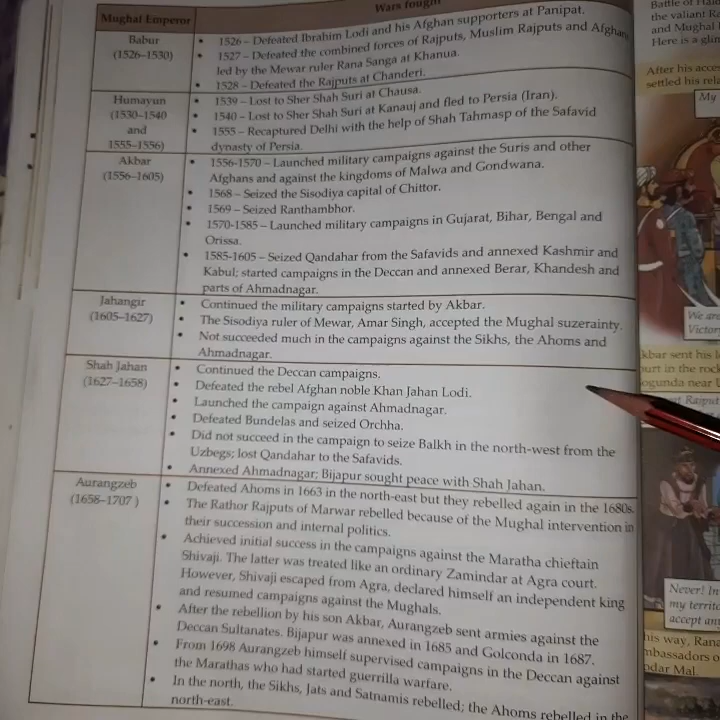 Mughal Emperor
Wars fought
Babur
(1526–1530)
• 1526 – Defeated Ibrahim Lodi and his Afghan supporters at Panipat.
• 1527 – Defeated the combined forces of Rajputs, Muslim Rajputs and Afghans
led by the Mewar ruler Rana Sanga at Khanua.
• 1528 – Defeated the Rajputs at Chanderi.
Humayun
(1530–1540
and
1555–1556)
• 1539 – Lost to Sher Shah Suri at Chausa.
• 1540 – Lost to Sher Shah Suri at Kanauj and fled to Persia (Iran).
• 1555 – Recaptured Delhi with the help of Shah Tahmasp of the Safavid
dynasty of Persia.
Akbar
(1556–1605)
• 1556-1570 – Launched military campaigns against the Suris and other
Afghans and against the kingdoms of Malwa and Gondwana.
• 1568 – Seized the Sisodiya capital of Chittor.
• 1569 – Seized Ranthambhor.
• 1570-1585 – Launched military campaigns in Gujarat, Bihar, Bengal and
Orissa.
• 1585-1605 – Seized Qandahar from the Safavids and annexed Kashmir and
Kabul; started campaigns in the Deccan and annexed Berar, Khandesh and
parts of Ahmadnagar.
Jahangir
(1605–1627)
• Continued the military campaigns started by Akbar.
• The Sisodiya ruler of Mewar, Amar Singh, accepted the Mughal suzerainty.
• Not succeeded much in the campaigns against the Sikhs, the Ahoms and
Ahmadnagar.
Shah Jahan
(1627–1658)
• Continued the Deccan campaigns.
• Defeated the rebel Afghan noble Khan Jahan Lodi.
• Launched the campaign against Ahmadnagar.
• Defeated Bundelas and seized Orchha.
• Did not succeed in the campaign to seize Balkh in the north-west from the
Uzbegs; lost Qandahar to the Safavids.
• Annexed Ahmadnagar; Bijapur sought peace with Shah Jahan.
Aurangzeb
(1658–1707 )
• Defeated Ahoms in 1663 in the north-east but they rebelled again in the 1680s.
• The Rathor Rajputs of Marwar rebelled because of the Mughal intervention in
their succession and internal politics.
• Achieved initial success in the campaigns against the Maratha chieftain
Shivaji. The latter was treated like an ordinary Zamindar at Agra court.
However, Shivaji escaped from Agra, declared himself an independent king
and resumed campaigns against the Mughals.
• After the rebellion by his son Akbar, Aurangzeb sent armies against the
Deccan Sultanates. Bijapur was annexed in 1685 and Golconda in 1687.
• From 1698 Aurangzeb himself supervised campaigns in the Deccan against
the Marathas who had started guerrilla warfare.
• In the north, the Sikhs, Jats and Satnamis rebelled; the Ahoms rebelled in the
north-east.
Battle of
the valiant
and Mughal
Here is a
After his
settled his
My
We are
akbar sent his
in the
near
Rajput
Never! In
my
accept
his way, Rana